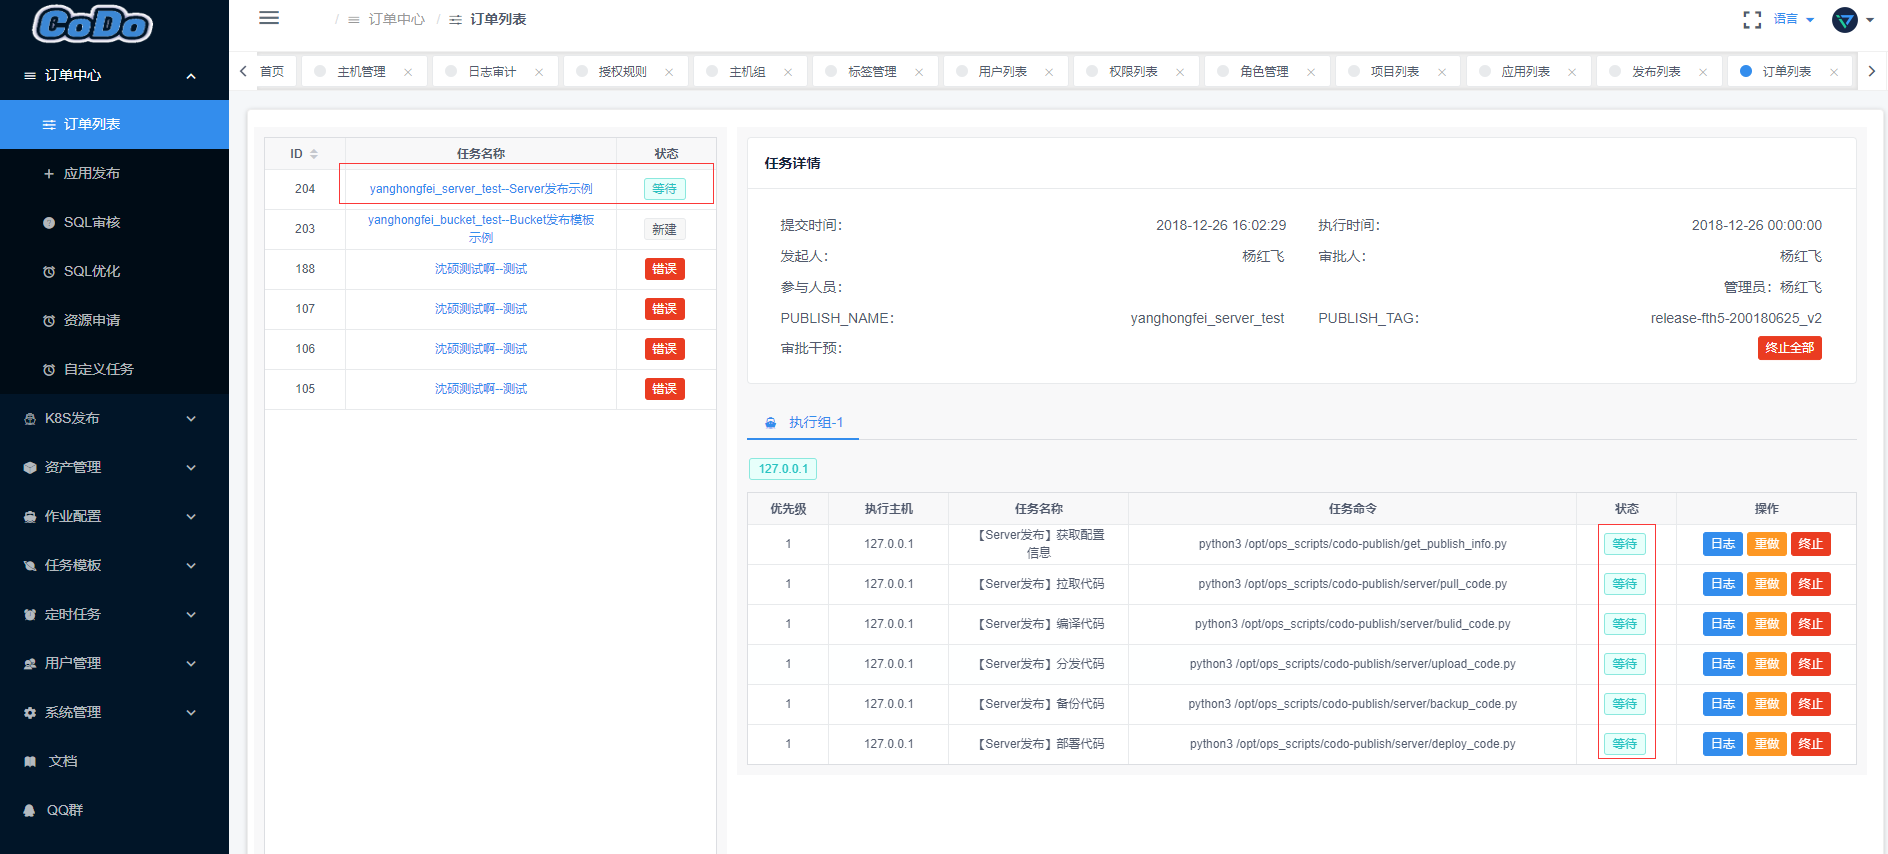 CoDo
订单中心
订单列表
应用发布
SQL审核
SQL优化
资源申请
自定义任务
K8S发布
资产管理
作业配置
任务模板
定时任务
用户管理
系统管理
文档
QQ群
/ 订单中心 / 订单列表
语言
首页 主机管理 日志审计 授权规则 主机组 标签管理 用户列表 权限列表 角色管理 项目列表 应用列表 发布列表 订单列表
ID 任务名称 状态
204 yanghongfei_server_test--Server发布示例 等待
203 yanghongfei_bucket_test--Bucket发布模板 新建
示例
188 沈硕测试啊--测试 错误
107 沈硕测试啊--测试 错误
106 沈硕测试啊--测试 错误
105 沈硕测试啊--测试 错误
任务详情
提交时间： 2018-12-26 16:02:29 执行时间： 2018-12-26 00:00:00
发起人： 杨红飞 审批人： 杨红飞
参与人员： 管理员：杨红飞
PUBLISH_NAME： yanghongfei_server_test PUBLISH_TAG： release-fth5-200180625_v2
审批干预： 终止全部
执行组-1
127.0.0.1
优先级 执行主机 任务名称 任务命令 状态 操作
1 127.0.0.1 【Server发布】获取配置 python3 /opt/ops_scripts/codo-publish/get_publish_info.py 等待 日志 重做 终止
信息
1 127.0.0.1 【Server发布】拉取代码 python3 /opt/ops_scripts/codo-publish/server/pull_code.py 等待 日志 重做 终止
1 127.0.0.1 【Server发布】编译代码 python3 /opt/ops_scripts/codo-publish/server/bulid_code.py 等待 日志 重做 终止
1 127.0.0.1 【Server发布】分发代码 python3 /opt/ops_scripts/codo-publish/server/upload_code.py 等待 日志 重做 终止
1 127.0.0.1 【Server发布】备份代码 python3 /opt/ops_scripts/codo-publish/server/backup_code.py 等待 日志 重做 终止
1 127.0.0.1 【Server发布】部署代码 python3 /opt/ops_scripts/codo-publish/server/deploy_code.py 等待 日志 重做 终止